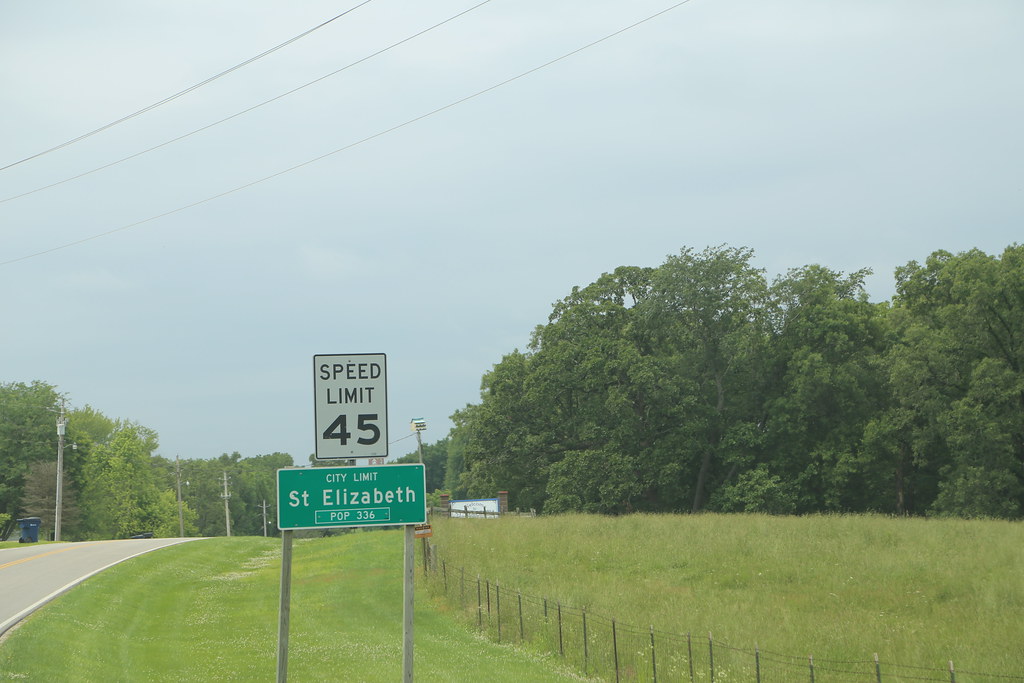 SPEED
LIMIT
45
CITY LIMIT
St Elizabeth
POP 336